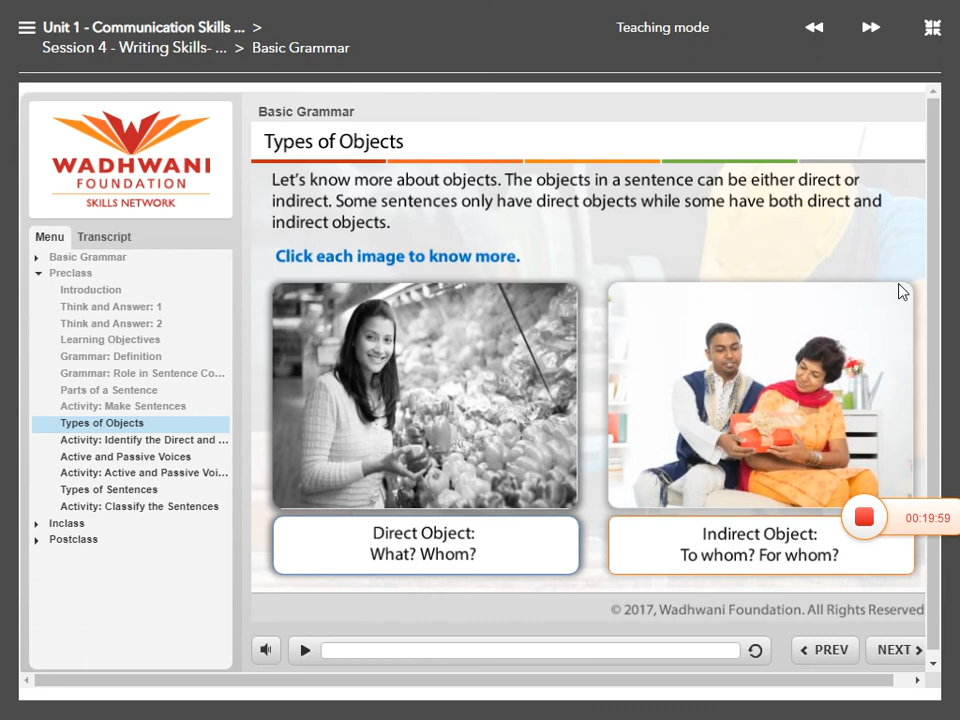 Unit 1 - Communication Skills ... >
Teaching mode
Session 4 - Writing Skills- ... > Basic Grammar
WADHWANI
FOUNDATION
SKILLS NETWORK
Menu Transcript
Basic Grammar
Preclass
Introduction
Think and Answer: 1
Think and Answer: 2
Learning Objectives
Grammar: Definition
Grammar: Role in Sentence Co...
Parts of a Sentence
Activity: Make Sentences
Types of Objects
Activity: Identify the Direct and ...
Active and Passive Voices
Activity: Active and Passive Voi...
Types of Sentences
Activity: Classify the Sentences
Inclass
Postclass
Basic Grammar
Types of Objects
Let's know more about objects. The objects in a sentence can be either direct or
indirect. Some sentences only have direct objects while some have both direct and
indirect objects.
Click each image to know more.
Direct Object:
What? Whom?
Indirect Object:
To whom? For whom?
00:19:59
© 2017, Wadhwani Foundation. All Rights Reserved
PREV
NEXT